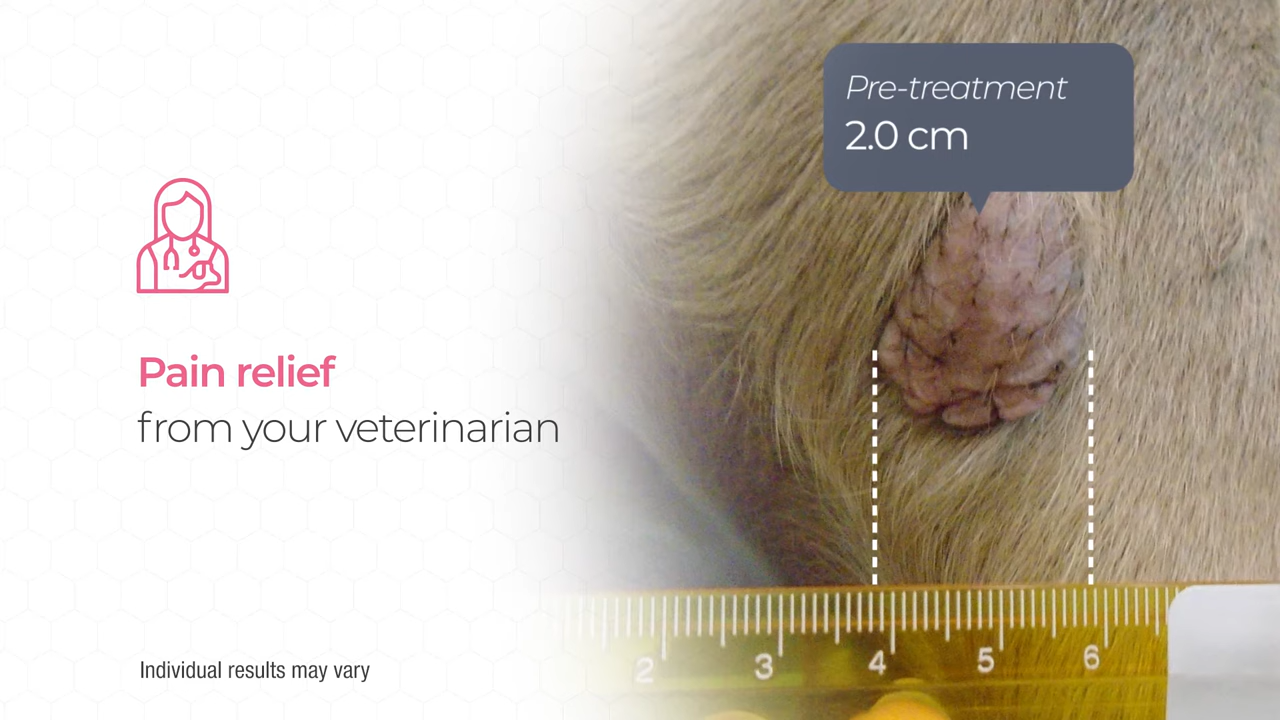 Pre-treatment
2.0 cm
Pain relief
from your veterinarian
Individual results may vary
2 3 4 5 6